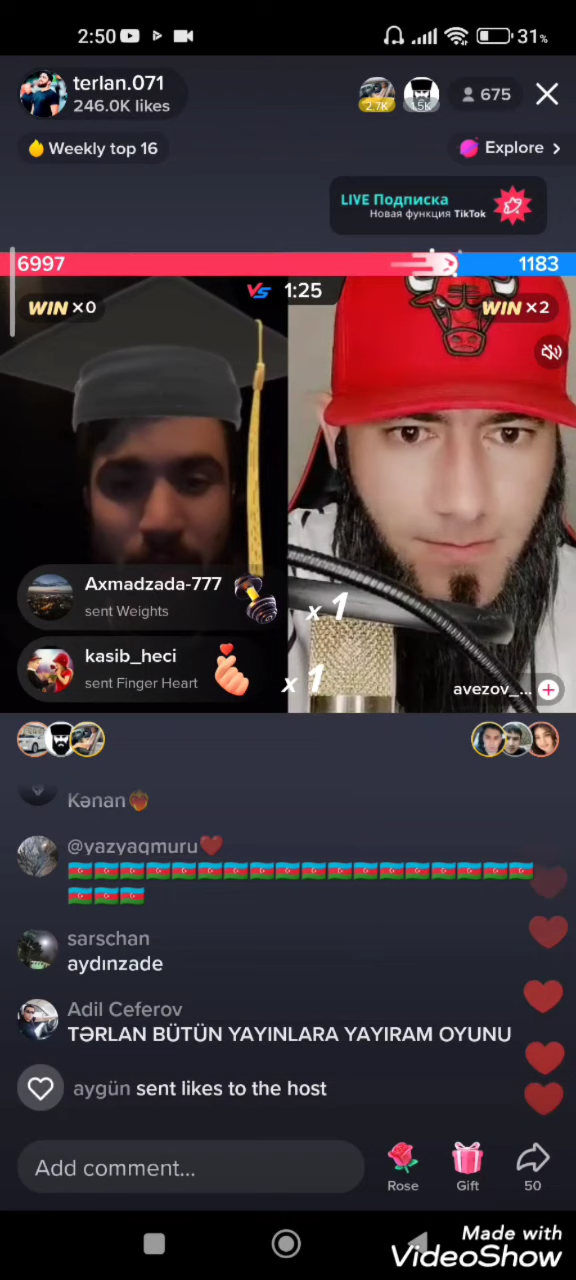 2:50
31%
terlan.071
246.0K likes
2.7K
1.5K
675
Weekly top 16
Explore >
LIVE Подписка
Новая функция TikTok
6997
1183
WIN ×0
VS 1:25
WIN ×2
Axmadzada-777
sent Weights
x 1
kasib_heci
sent Finger Heart
x 1
avezov_...
Kənan
@yazyaqmuru
sarschan
aydınzade
Adil Ceferov
TƏRLAN BÜTÜN YAYINLARA YAYIRAM OYUNU
aygün sent likes to the host
Add comment...
Rose
Gift
50
Made with
VideoShow